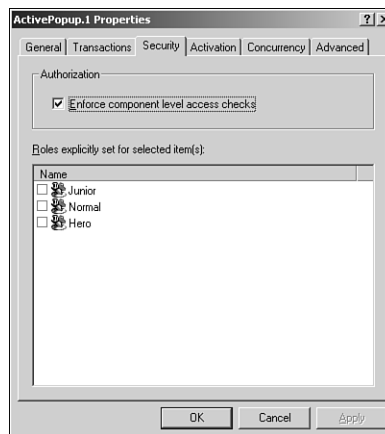 ActivePopup.1 Properties
General Transactions Security Activation Concurrency Advanced
Authorization
Enforce component level access checks
Roles explicitly set for selected item(s):
Name
Junior
Normal
Hero
OK Cancel Apply